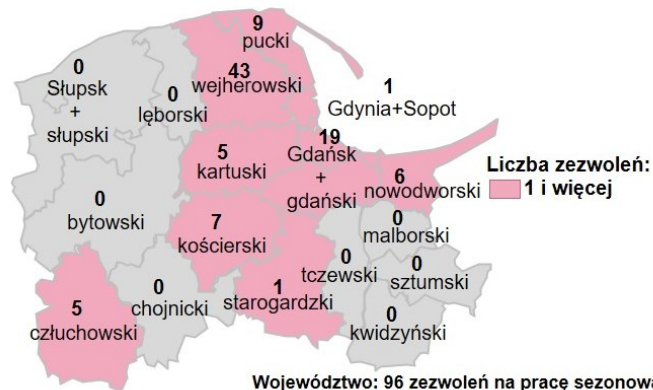 9
pucki
0
Słupsk
+
słupski
0
lęborski
43
wejherowski
1
Gdynia+Sopot
5
kartuski
19
Gdańsk
+
gdański
6
nowodworski
Liczba zezwoleń:
1 i więcej
0
bytowski
7
kościerski
0
malborski
0
tczewski
0
sztumski
5
człuchowski
0
chojnicki
1
starogardzki
0
kwidzyński
Województwo: 96 zezwoleń na pracę sezonową